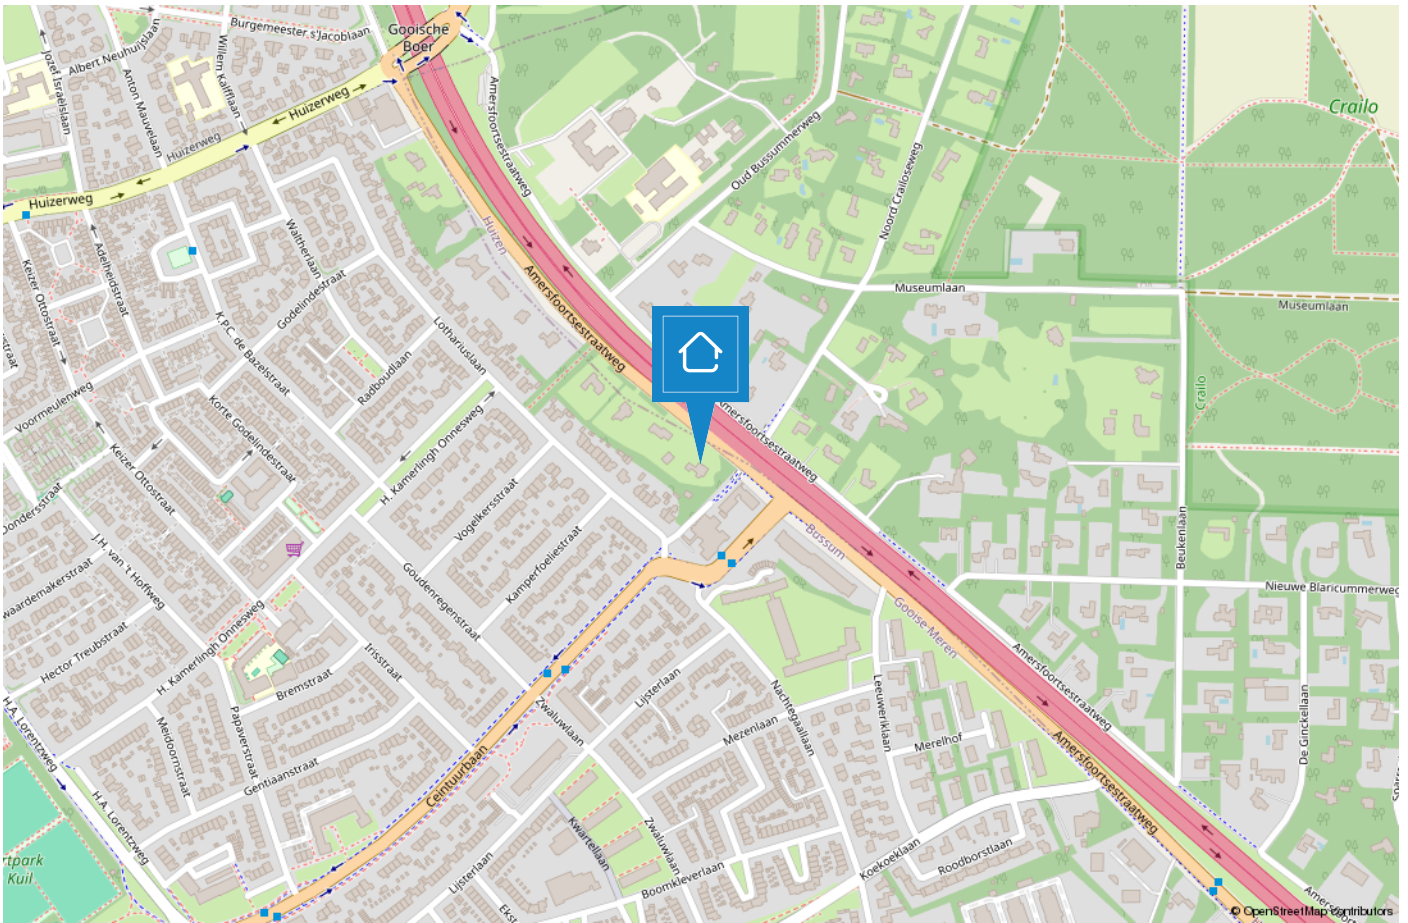 Gooische
Boer
Burgemeester s'Jacoblaan
Albert Neuhuijslaan
Jozef Israëlslaan
Anton Mauvelaan
Willem Kalfflaan
Huizerweg
Huizerweg
Huizerweg
Amersfoortsestraatweg
Oud Bussummerweg
Noord Crailoseweg
Crailo
Huizen
Museumlaan
Museumlaan
Keizer Ottostraat
Adelheidstraat
Waltherlaan
Godelindestraat
K.P.C. de Bazelstraat
Radboudlaan
Lothariuslaan
Amersfoortsestraatweg
Voormeulenweg
Korte Godelindestraat
Keizer Ottostraat
H. Kamerlingh Onnesweg
Amersfoortsestraatweg
Crailo
Vogelkersstraat
Kamperfoeliestraat
Goudenregenstraat
Dondersstraat
J.H. van 't Hoffweg
Bussum
Beukenlaan
Nieuwe Blaricummerweg
Gooise Meren
Hector Treubstraat
H. Kamerlingh Onnesweg
Irisstraat
Bremstraat
Papaverstraat
Meidoornstraat
Gentiaanstraat
H.A. Lorentzweg
H.A. Lorentzweg
Ceintuurbaan
Zwaluwlaan
Lijsterlaan
Mezenlaan
Nachtegaallaan
Leeuweriklaan
Merelhof
Amersfoortsestraatweg
Amersfoortsestraatweg
De Ginckellaan
Kwartellaan
Zwaluwlaan
Lijsterlaan
Boomkleverlaan
Koekoeklaan
Roodborstlaan
rtpark
Kuil
Ekst
Amersfoort
© OpenStreetMap contributors